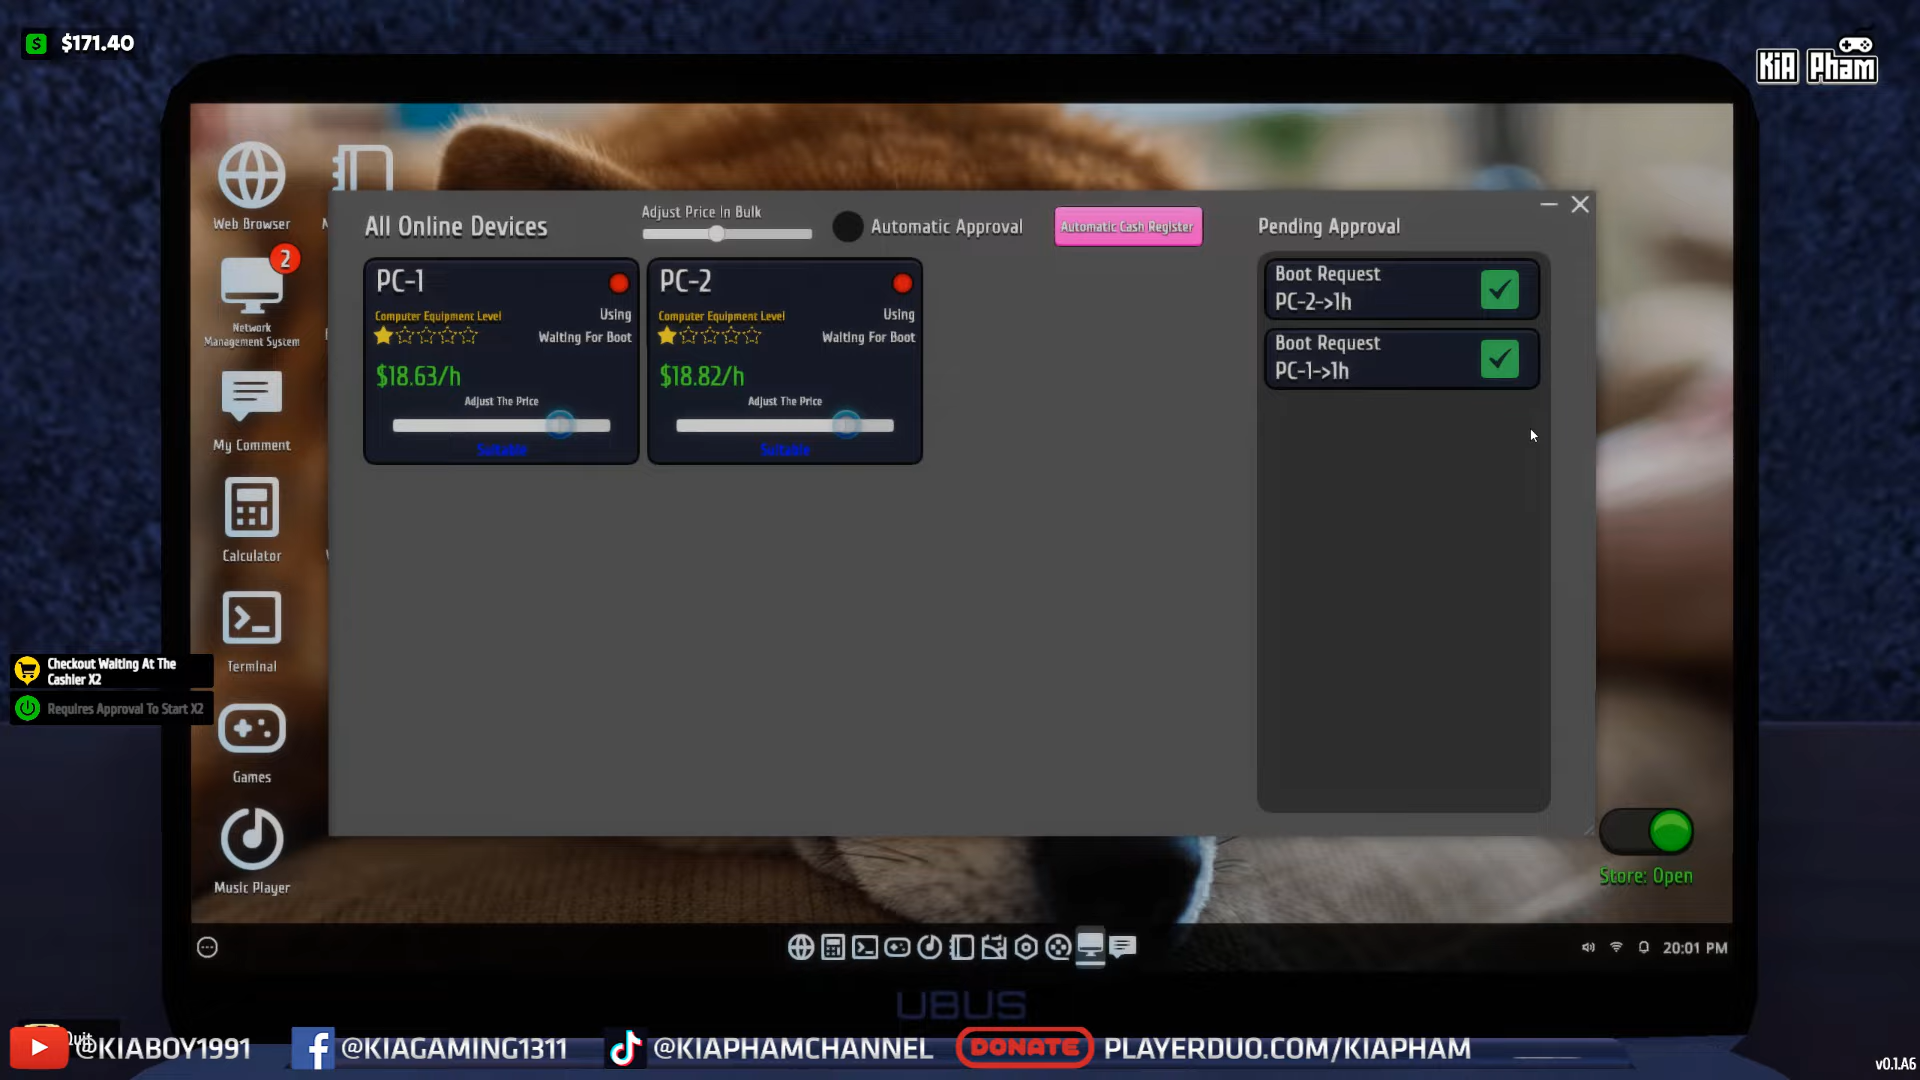 $171.40
KiA Pham
Web Browser
2
Network
Management System
My Comment
Calculator
Terminal
Games
Music Player
All Online Devices
Adjust Price In Bulk
Automatic Approval
Automatic Cash Register
Pending Approval
PC-1
Computer Equipment Level
Using
Waiting For Boot
$18.63/h
Adjust The Price
Suitable
PC-2
Computer Equipment Level
Using
Waiting For Boot
$18.82/h
Adjust The Price
Suitable
Boot Request
PC-2->1h
Boot Request
PC-1->1h
Checkout Waiting At The
Cashier X2
Requires Approval To Start X2
Store: Open
20:01 PM
UBUS
Quit
@KIABOY1991
@KIAGAMING1311
@KIAPHAMCHANNEL
DONATE
PLAYERDUO.COM/KIAPHAM
v0.1.A6